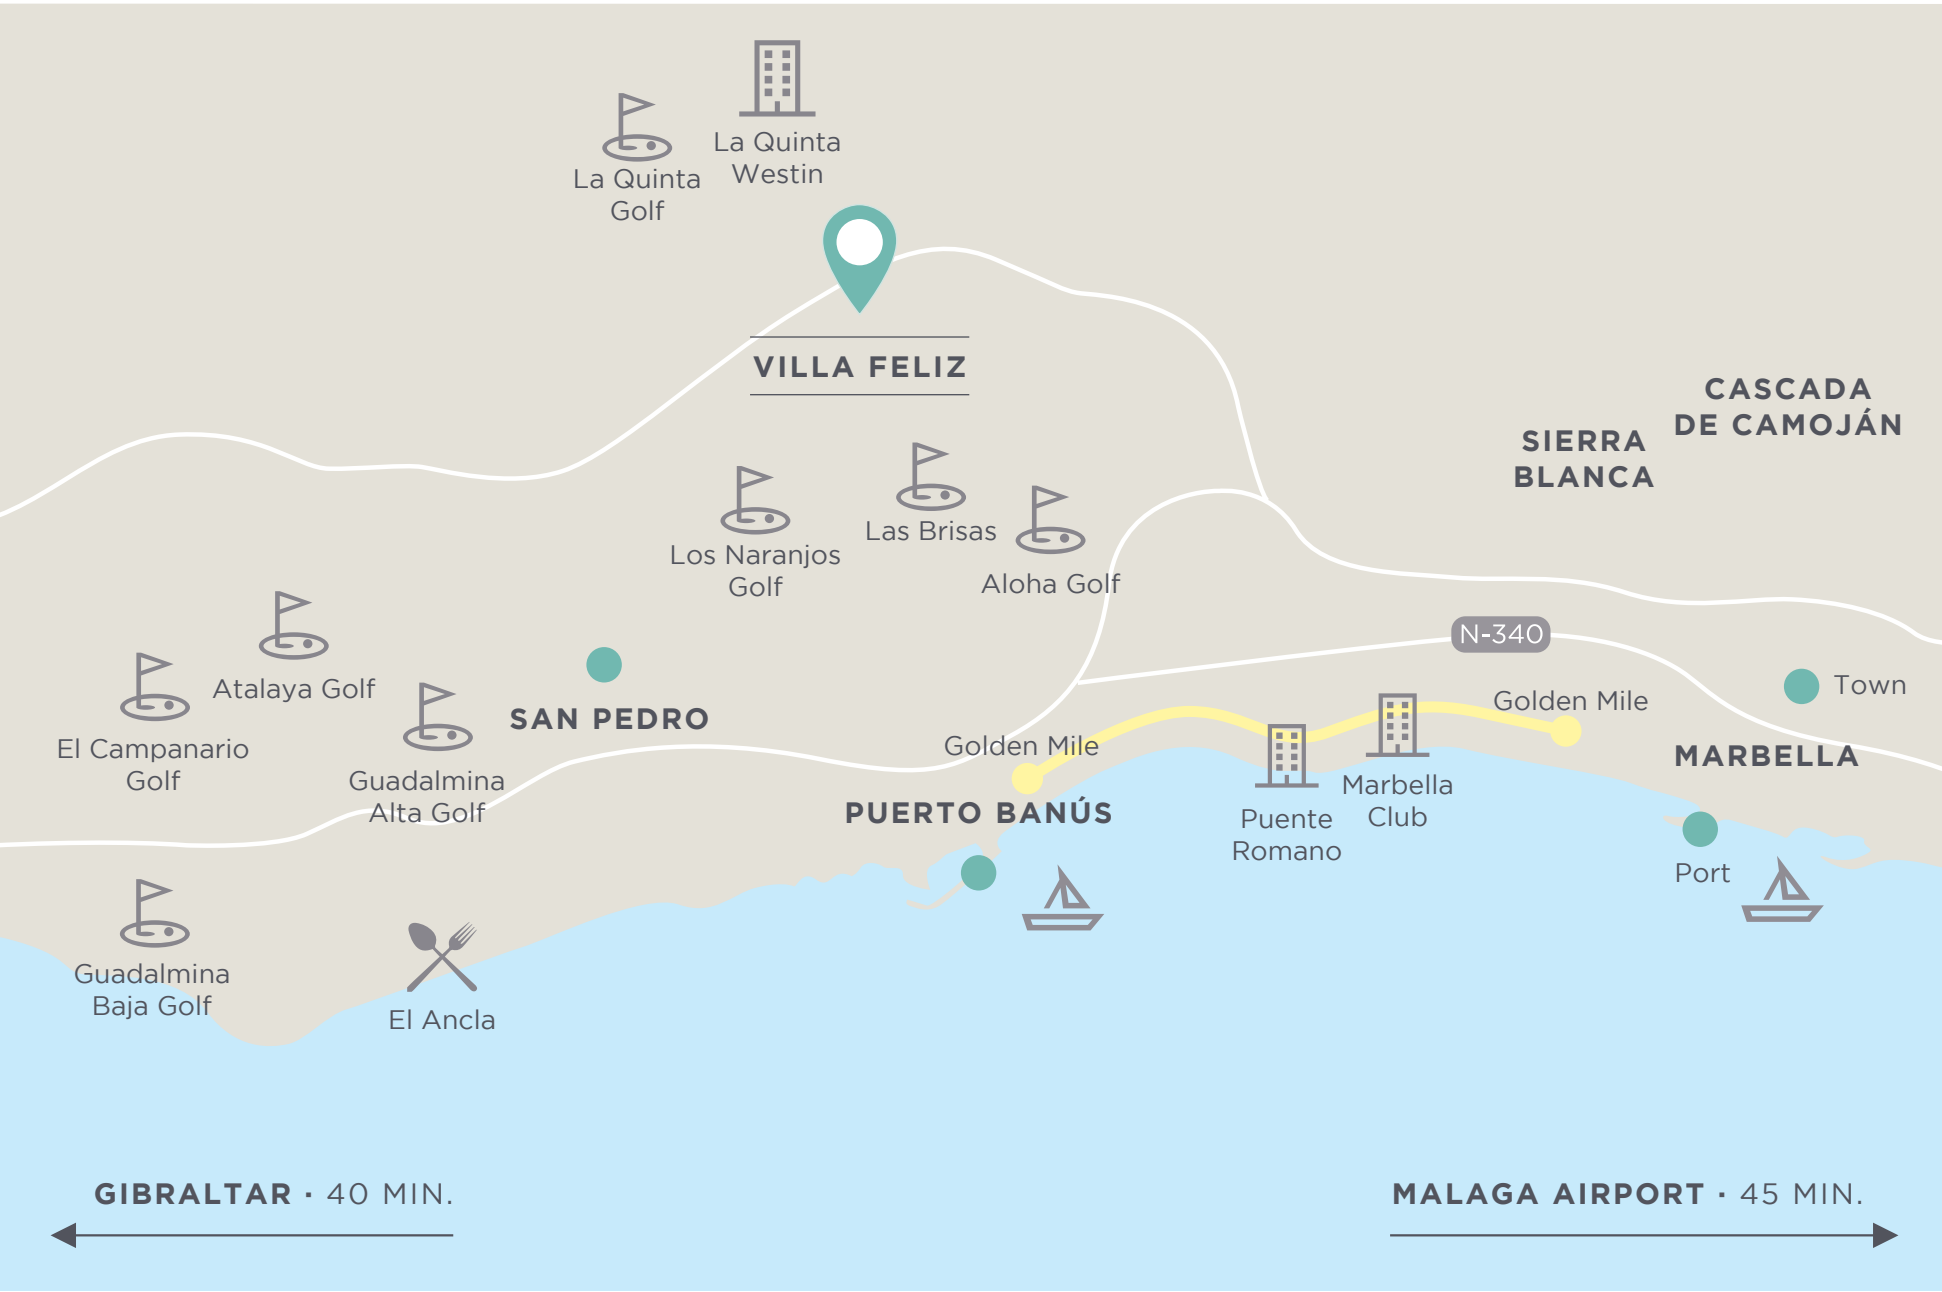 La Quinta
Westin
La Quinta
Golf
VILLA FELIZ
CASCADA
DE CAMOJÁN
SIERRA
BLANCA
Las Brisas
Los Naranjos
Golf
Aloha Golf
N-340
Atalaya Golf
SAN PEDRO
Town
Golden Mile
El Campanario
Golf
Golden Mile
MARBELLA
Guadalmina
Alta Golf
PUERTO BANÚS
Marbella
Club
Puente
Romano
Port
Guadalmina
Baja Golf
El Ancla
GIBRALTAR · 40 MIN.
MALAGA AIRPORT · 45 MIN.